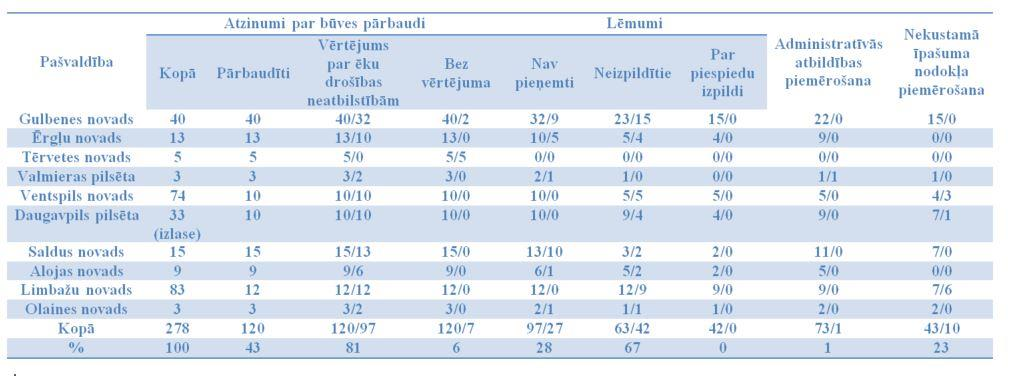 Pašvaldība Atzinumi par būves pārbaudi Lēmumi Administratīvās atbildības piemērošana Nekustamā īpašuma nodokļa piemērošana
Kopā Pārbaudīti Vērtējums par ēku drošības neatbilstībām Bez vērtējuma Nav pieņemti Neizpildītie Par piespiedu izpildi
Gulbenes novads 40 40 40/32 40/2 32/9 23/15 15/0 22/0 15/0
Ērgļu novads 13 13 13/10 13/0 10/5 5/4 4/0 9/0 0/0
Tērvetes novads 5 5 5/0 5/5 0/0 0/0 0/0 0/0 0/0
Valmieras pilsēta 3 3 3/2 3/0 2/1 1/0 0/0 1/1 1/0
Ventspils novads 74 10 10/10 10/0 10/0 5/5 5/0 5/0 4/3
Daugavpils pilsēta 33 (izlase) 10 10/10 10/0 10/0 9/4 4/0 9/0 7/1
Saldus novads 15 15 15/13 15/0 13/10 3/2 2/0 11/0 7/0
Alojas novads 9 9 9/6 9/0 6/1 5/2 2/0 5/0 0/0
Limbažu novads 83 12 12/12 12/0 12/0 12/9 9/0 9/0 7/6
Olaines novads 3 3 3/2 3/0 2/1 1/1 1/0 2/0 2/0
Kopā 278 120 120/97 120/7 97/27 63/42 42/0 73/1 43/10
% 100 43 81 6 28 67 0 1 23